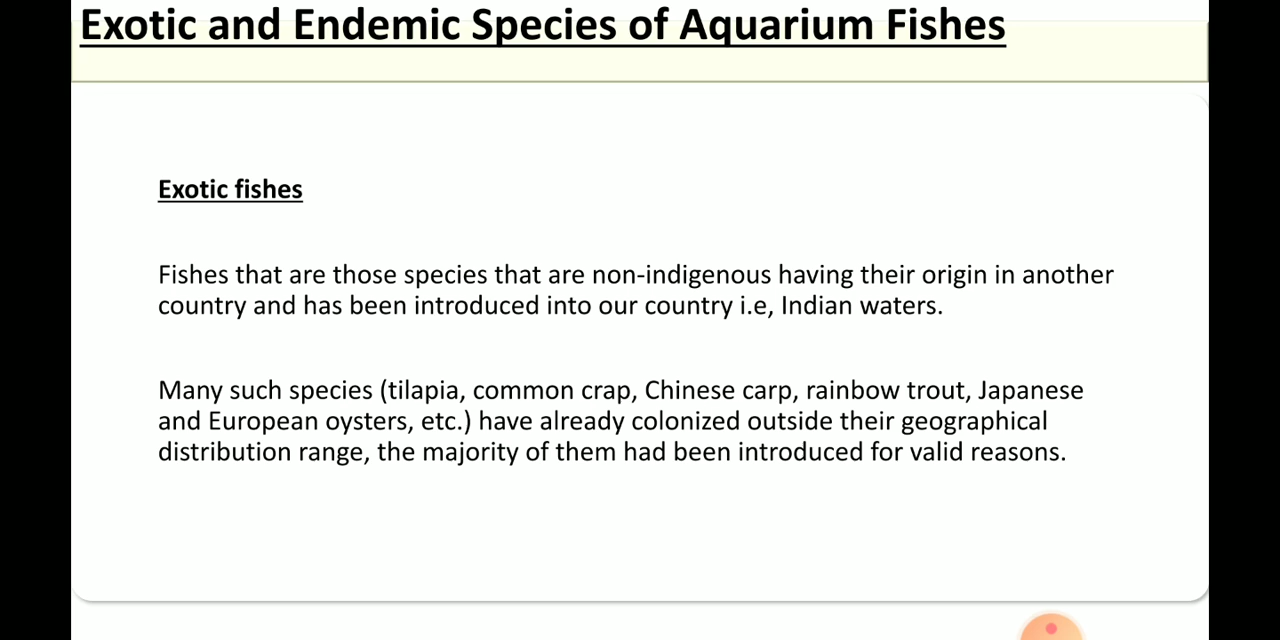 Exotic and Endemic Species of Aquarium Fishes
Exotic fishes
Fishes that are those species that are non-indigenous having their origin in another
country and has been introduced into our country i.e, Indian waters.
Many such species (tilapia, common crap, Chinese carp, rainbow trout, Japanese
and European oysters, etc.) have already colonized outside their geographical
distribution range, the majority of them had been introduced for valid reasons.